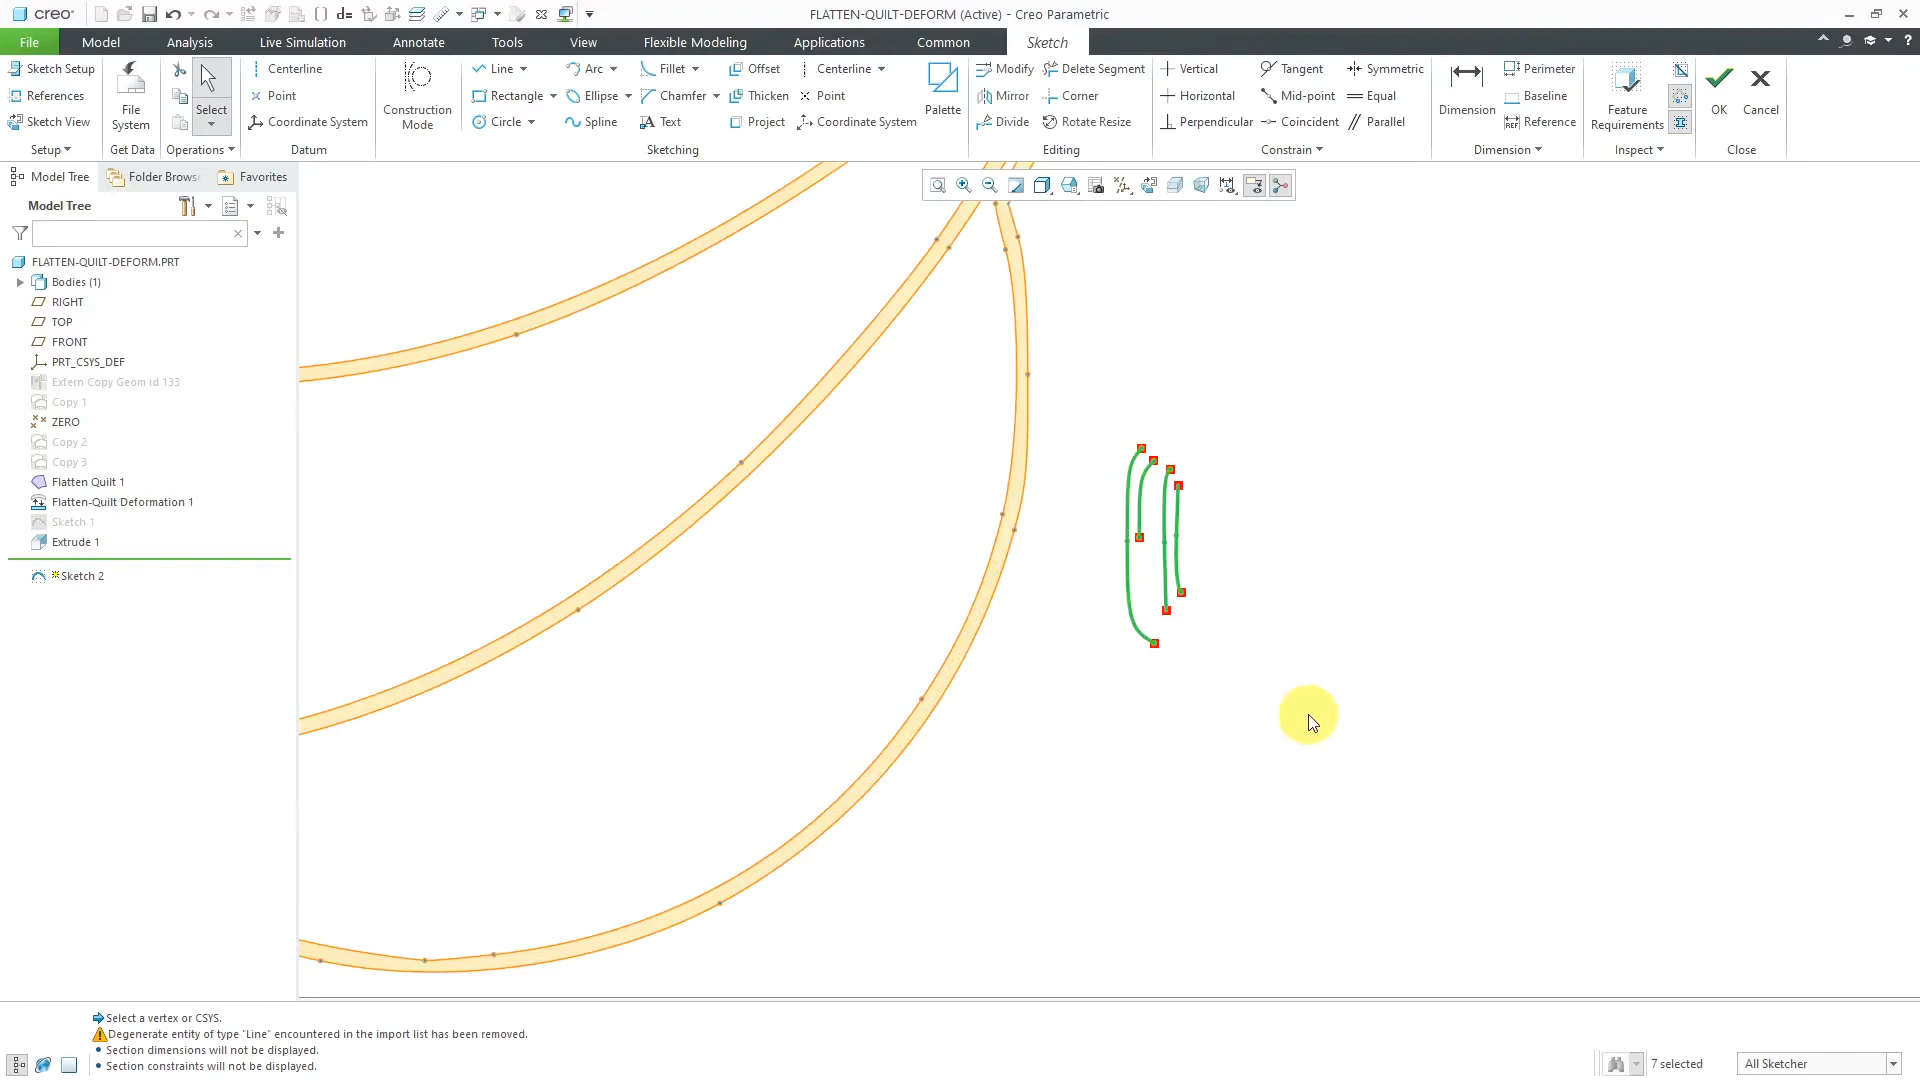 creo®
d=
FLATTEN-QUILT-DEFORM (Active) - Creo Parametric
File Model Analysis Live Simulation Annotate Tools View Flexible Modeling Applications Common Sketch
Sketch Setup
References
Sketch View
Setup
File
System
Get Data
Select
Operations
Centerline
Point
Coordinate System
Datum
Construction
Mode
Line Arc Fillet Offset Centerline
Rectangle Ellipse Chamfer Thicken Point
Circle Spline Text Project Coordinate System
Palette
Sketching
Modify Delete Segment
Mirror Corner
Divide Rotate Resize
Editing
Vertical Tangent Symmetric
Horizontal Mid-point Equal
Perpendicular Coincident Parallel
Constrain
Dimension
Perimeter
Baseline
REF Reference
Dimension
Feature
Requirements
Inspect
OK
Cancel
Close
Model Tree Folder Brows Favorites
Model Tree
FLATTEN-QUILT-DEFORM.PRT
Bodies (1)
RIGHT
TOP
FRONT
PRT_CSYS_DEF
Extern Copy Geom id 133
Copy 1
ZERO
Copy 2
Copy 3
Flatten Quilt 1
Flatten-Quilt Deformation 1
Sketch 1
Extrude 1
Sketch 2
Select a vertex or CSYS.
Degenerate entity of type "Line" encountered in the import list has been removed.
• Section dimensions will not be displayed.
• Section constraints will not be displayed.
7 selected
All Sketcher